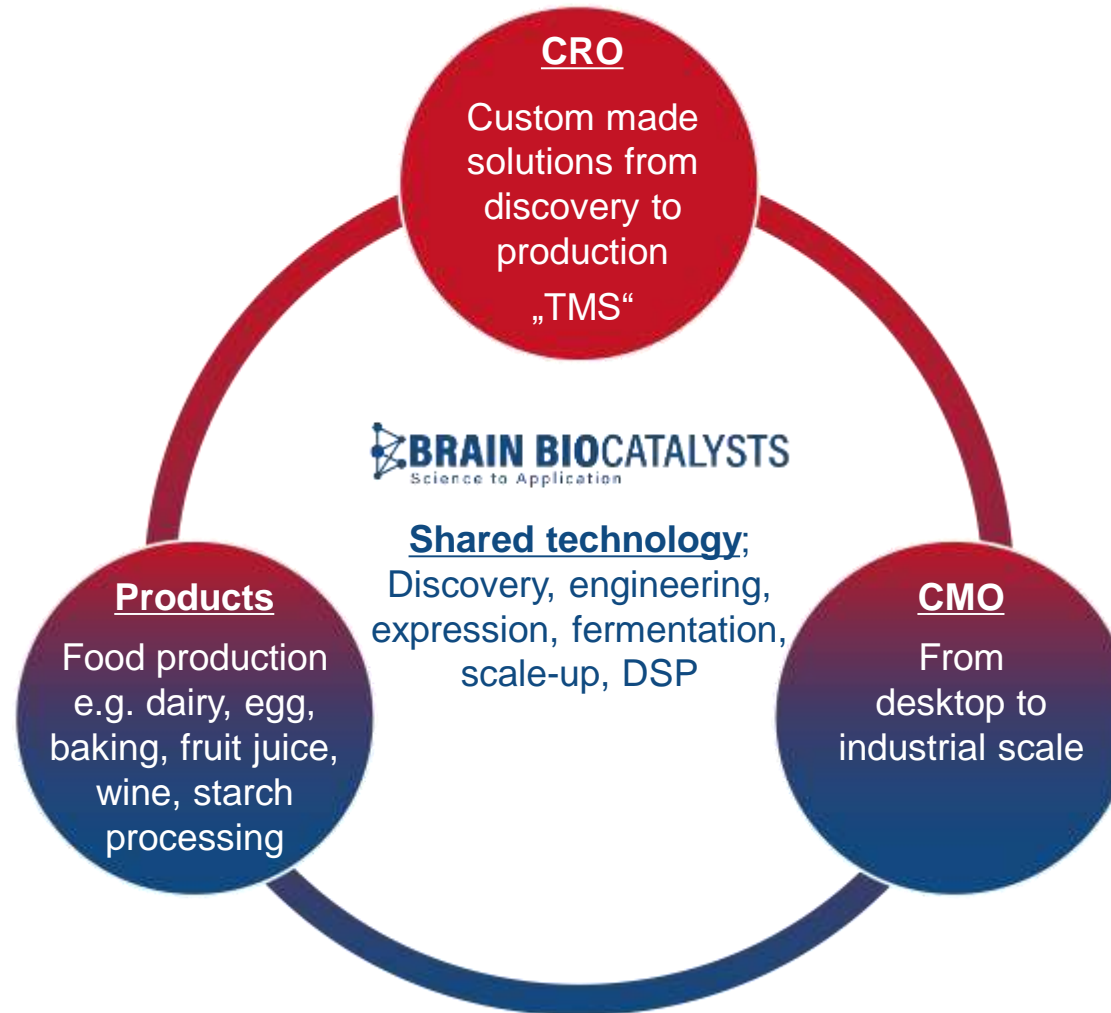 CRO
Custom made
solutions from
discovery to
production
„TMS“
BRAIN BIOCATALYSTS
Science to Application
Shared technology;
Discovery, engineering,
expression, fermentation,
scale-up, DSP
Products
Food production
e.g. dairy, egg,
baking, fruit juice,
wine, starch
processing
CMO
From
desktop to
industrial scale